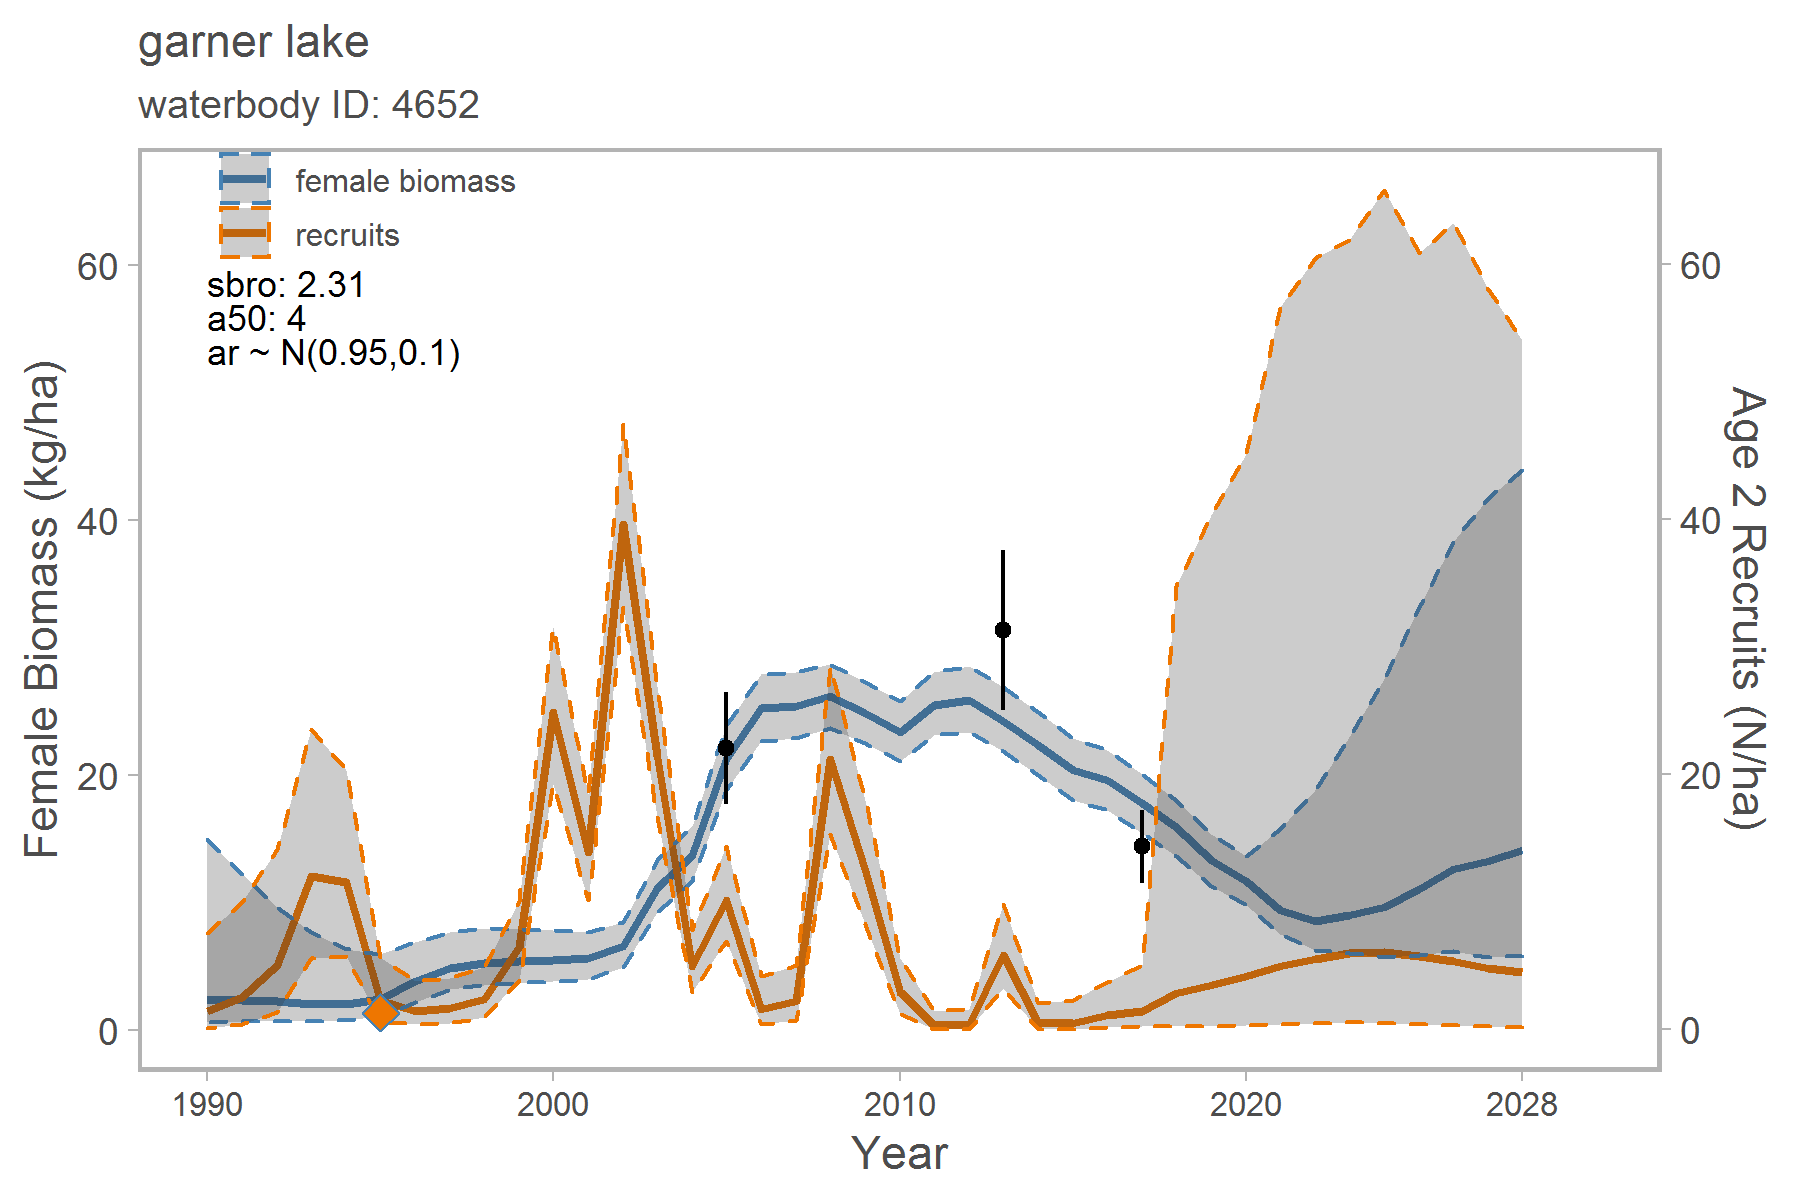 garner lake
waterbody ID: 4652
female biomass
recruits
sbro: 2.31
a50: 4
ar ~ N(0.95,0.1)
Female Biomass (kg/ha)
60
40
20
0
60
40
20
0
Age 2 Recruits (N/ha)
1990
2000
2010
2020
2028
Year